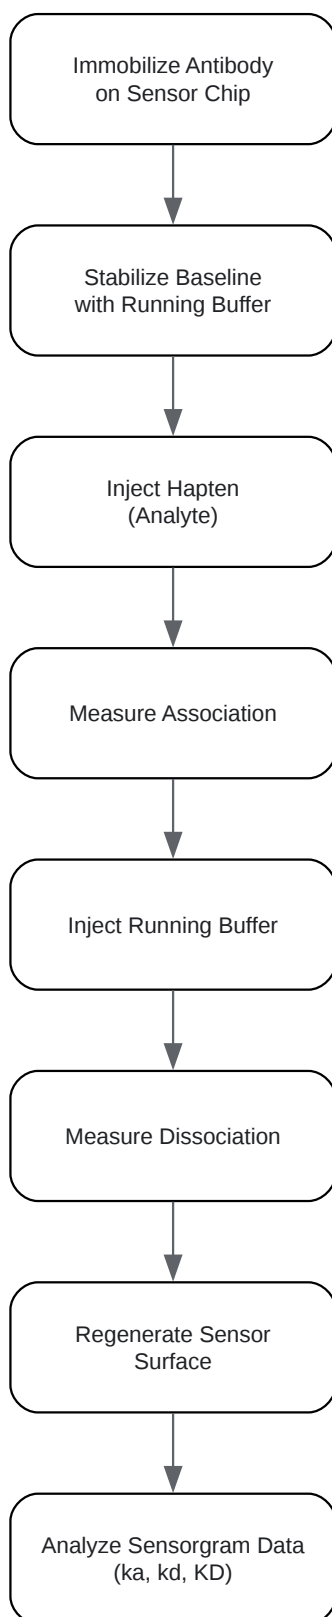 Immobilize Antibody
on Sensor Chip
Stabilize Baseline
with Running Buffer
Inject Hapten
(Analyte)
Measure Association
Inject Running Buffer
Measure Dissociation
Regenerate Sensor
Surface
Analyze Sensorgram Data
(ka, kd, KD)